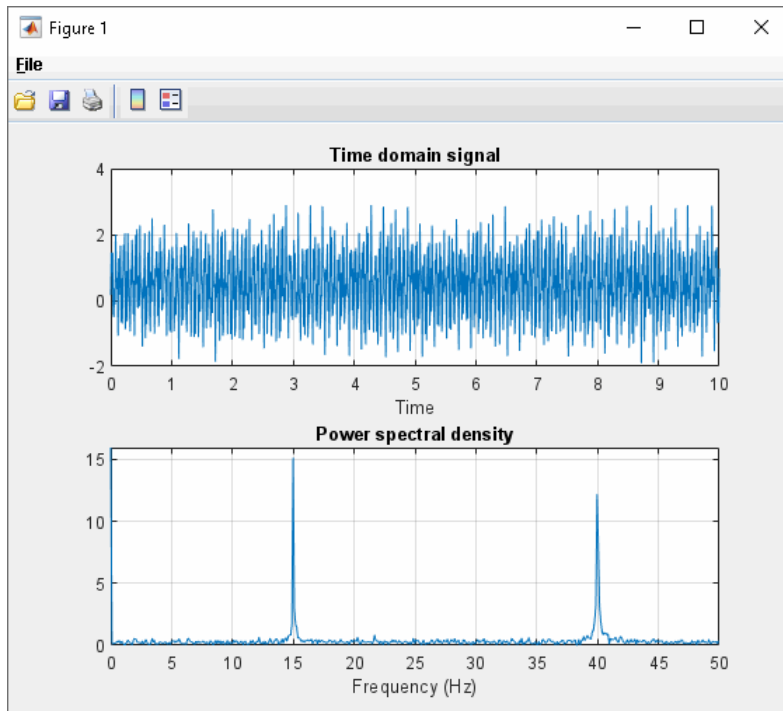 Figure 1
File
Time domain signal
4
2
0
-2
0 1 2 3 4 5 6 7 8 9 10
Time
Power spectral density
15
10
5
0
0 5 10 15 20 25 30 35 40 45 50
Frequency (Hz)